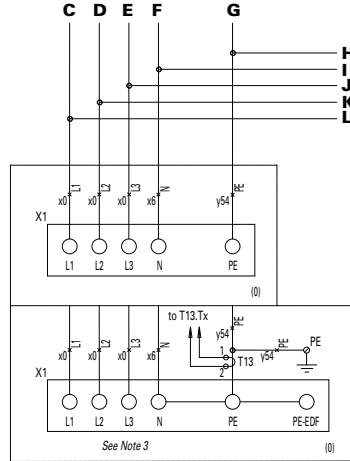 C D E F G
H
I
J
K
L
x0 L1 x0 L2 x0 L3 x6 N y54 PE
X1
L1 L2 L3 N PE
(0)
to T13.Tx
y54 PE
x0 L1 x0 L2 x0 L3 x6 N
1 T13 y54 PE PE
2
X1
L1 L2 L3 N PE PE-EDF
See Note 3 (0)